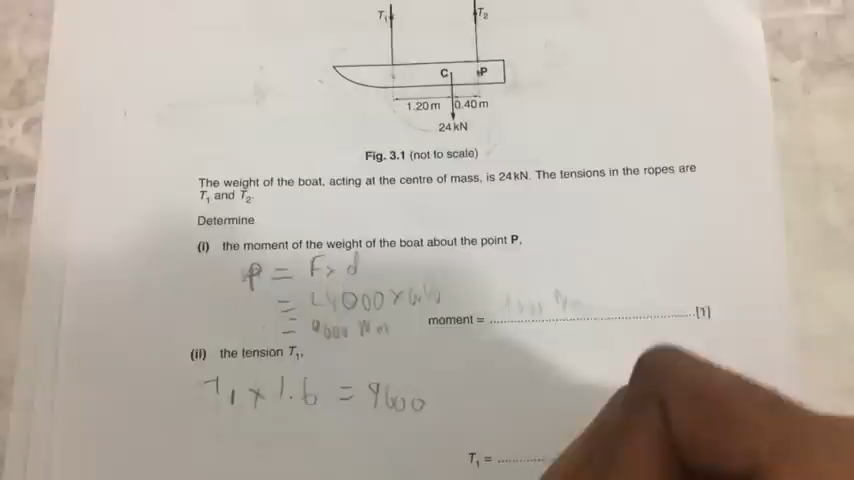 T₁ T₂
C P
1.20 m 0.40 m
24 kN
Fig. 3.1 (not to scale)
The weight of the boat, acting at the centre of mass, is 24 kN. The tensions in the ropes are
T₁ and T₂.
Determine
(i) the moment of the weight of the boat about the point P,
P = F × d
= 24000 ×
= 9600 Nm
moment = ........................................................[1]
(ii) the tension T₁,
T₁ × 1.6 = 9600
T₁ = ............